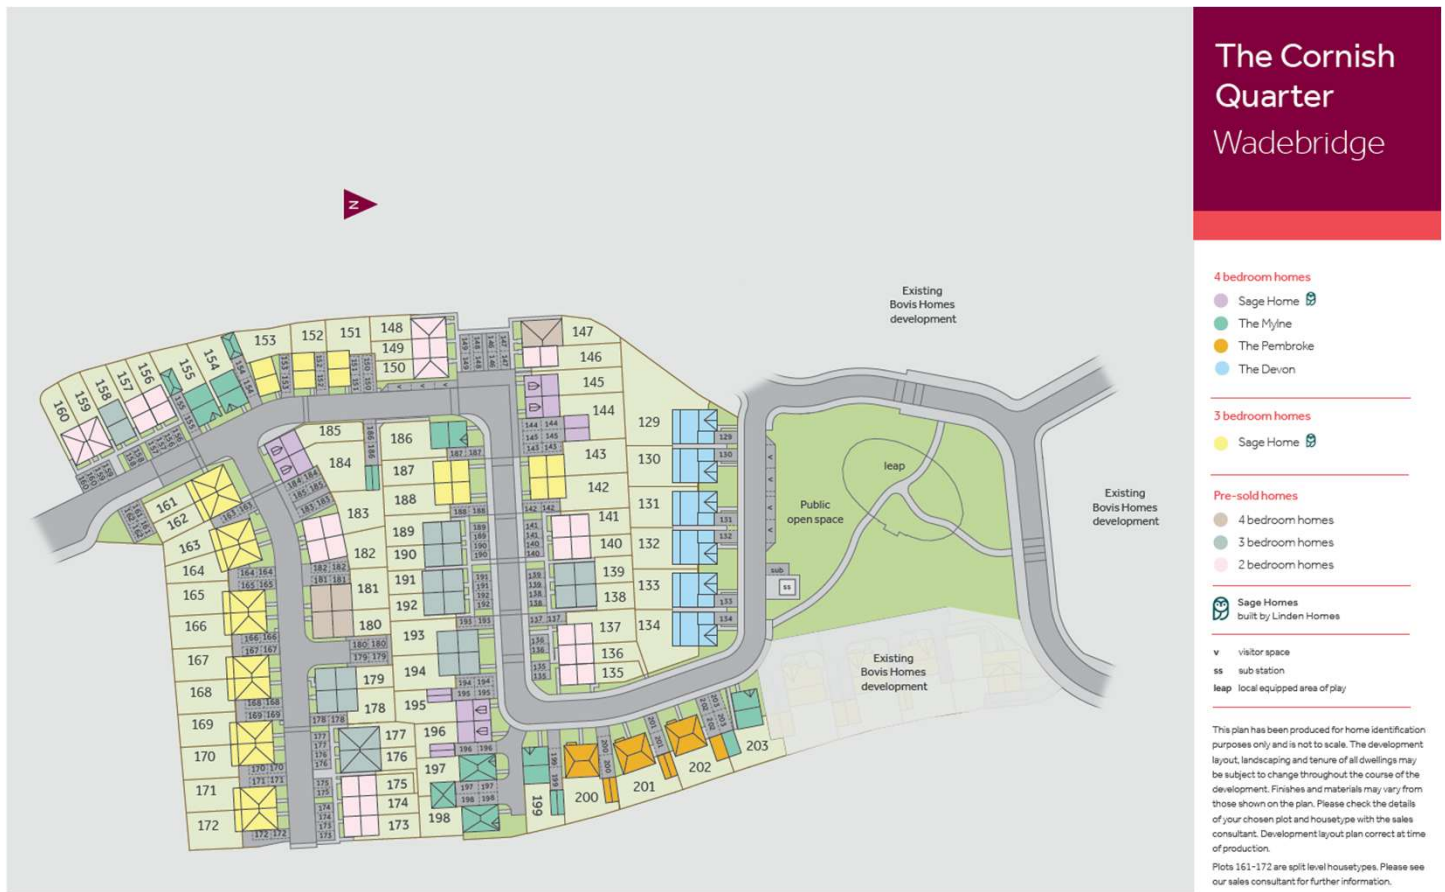 The Cornish
Quarter
Wadebridge
N
4 bedroom homes
Sage Home
The Mylne
The Pembroke
The Devon
3 bedroom homes
Sage Home
Pre-sold homes
4 bedroom homes
3 bedroom homes
2 bedroom homes
Sage Homes
built by Linden Homes
v visitor space
ss sub station
leap local equipped area of play
This plan has been produced for home identification
purposes only and is not to scale. The development
layout, landscaping and tenure of all dwellings may
be subject to change throughout the course of the
development. Finishes and materials may vary from
those shown on the plan. Please check the details
of your chosen plot and housetype with the sales
consultant. Development layout plan correct at time
of production.
Plots 161-172 are split level housetypes. Please see
our sales consultant for further information.
Existing
Bovis Homes
development
Existing
Bovis Homes
development
Existing
Bovis Homes
development
Public
open space
leap
sub
ss
129
130
131
132
133
134
135
136
137
138
139
140
141
142
143
144
145
146
147
148
149
150
151
152
153
154
155
156
157
158
159
160
161
162
163
164
165
166
167
168
169
170
171
172
173
174
175
176
177
178
179
180
181
182
183
184
185
186
187
188
189
190
191
192
193
194
195
196
197
198
199
200
201
202
203